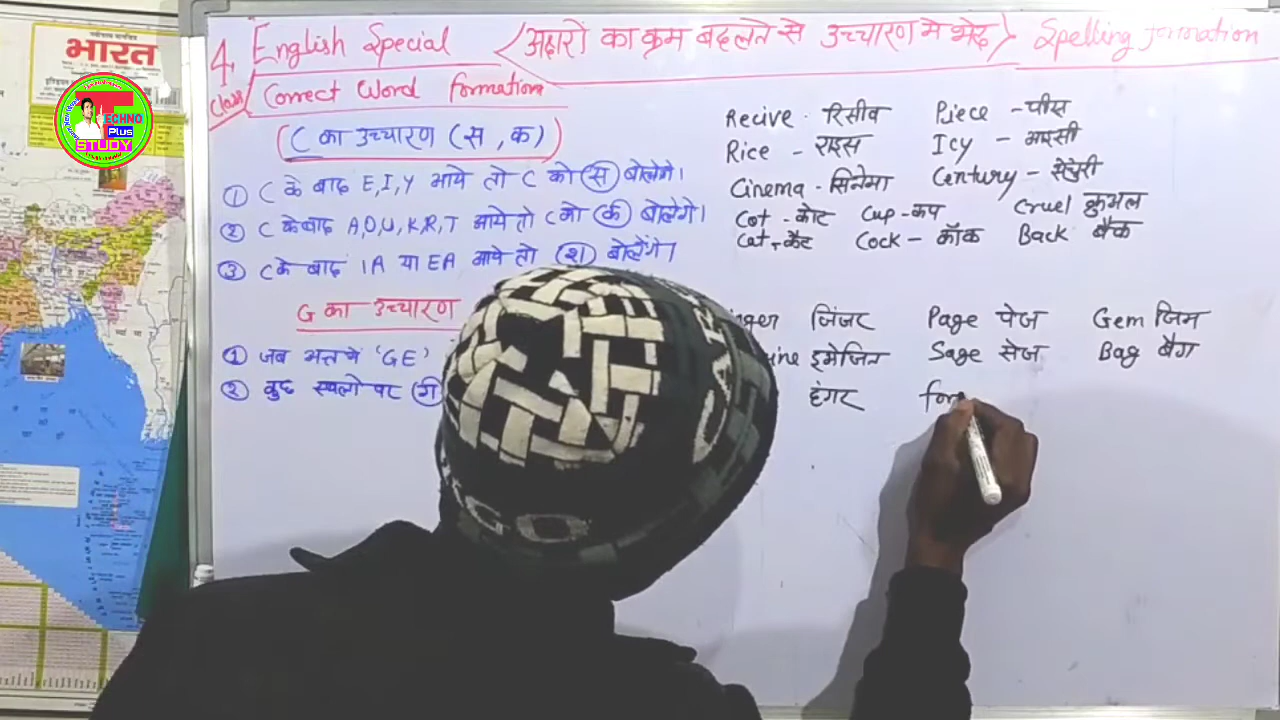 4. English Special (अक्षरो का क्रम बदलने से उच्चारण मे भेद) Spelling formation
Class Correct Word Formation
C का उच्चारण (स, क)
① C के बाद E, I, Y आये तो C को (स) बोलेगे।
② C के बाद A,O,U,K,R,T आये तो C को (क) बोलेगे।
③ C के बाद IA या EA आये तो (श) बोलेंगे।
Recive - रिसीव Piece - पीस
Rice - राइस Icy - आइसी
Cinema - सिनेमा Century - सेंचुरी
Cot - कोट Cup - कप Cruel क्रुअल
Cat - कैट Cock - कॉक Back बैक
G का उच्चारण
① जब अन्त मे 'GE'
② कुछ स्थलो पर (ग)
जिंजर Page पेज Gem जिम
इमेजिन Sage सेज Bag बैग
हंगर for
भारत
TECHNO
Plus
STUDY